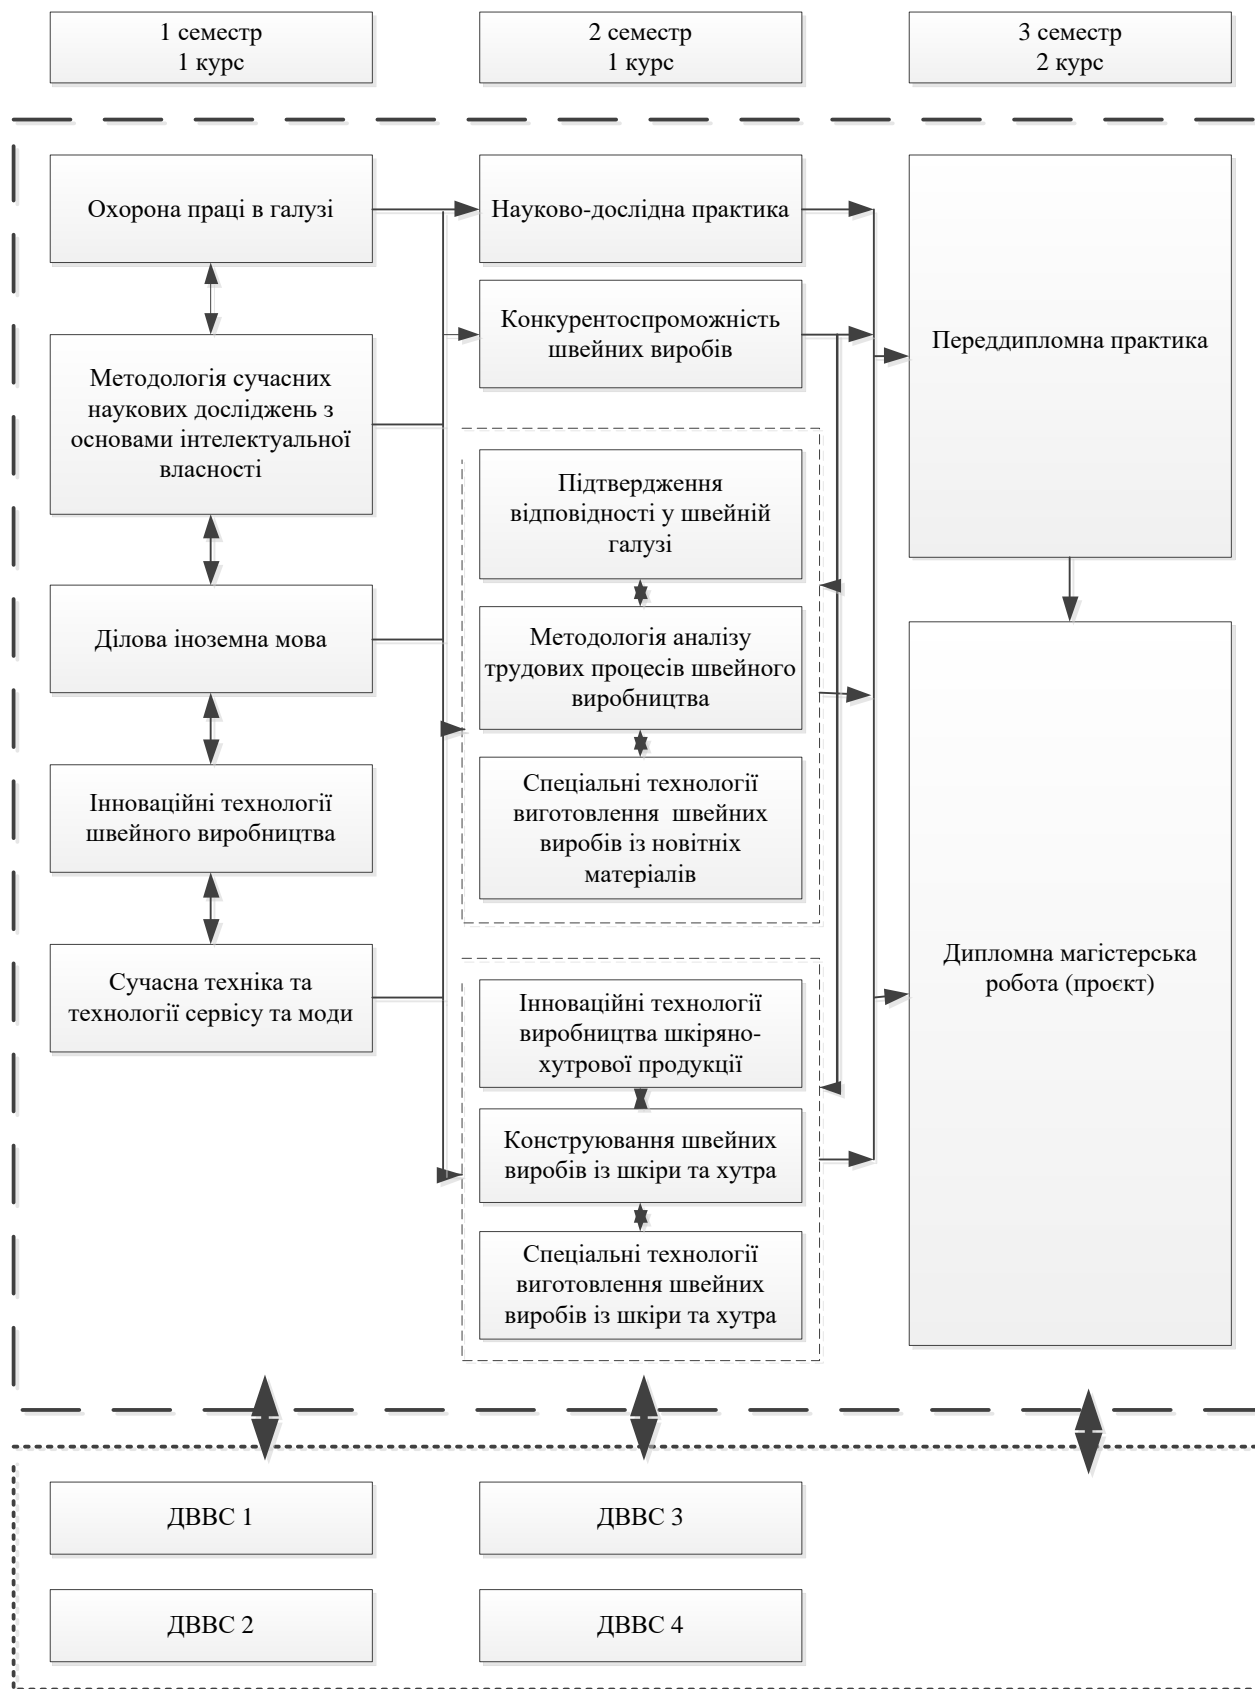 1 семестр
1 курс
2 семестр
1 курс
3 семестр
2 курс
Охорона праці в галузі
Методологія сучасних
наукових досліджень з
основами інтелектуальної
власності
Ділова іноземна мова
Інноваційні технології
швейного виробництва
Сучасна техніка та
технології сервісу та моди
Науково-дослідна практика
Конкурентоспроможність
швейних виробів
Підтвердження
відповідності у швейній
галузі
Методологія аналізу
трудових процесів швейного
виробництва
Спеціальні технології
виготовлення швейних
виробів із новітніх
матеріалів
Інноваційні технології
виробництва шкіряно-
хутрової продукції
Конструювання швейних
виробів із шкіри та хутра
Спеціальні технології
виготовлення швейних
виробів із шкіри та хутра
Переддипломна практика
Дипломна магістерська
робота (проєкт)
ДВВС 1
ДВВС 3
ДВВС 2
ДВВС 4